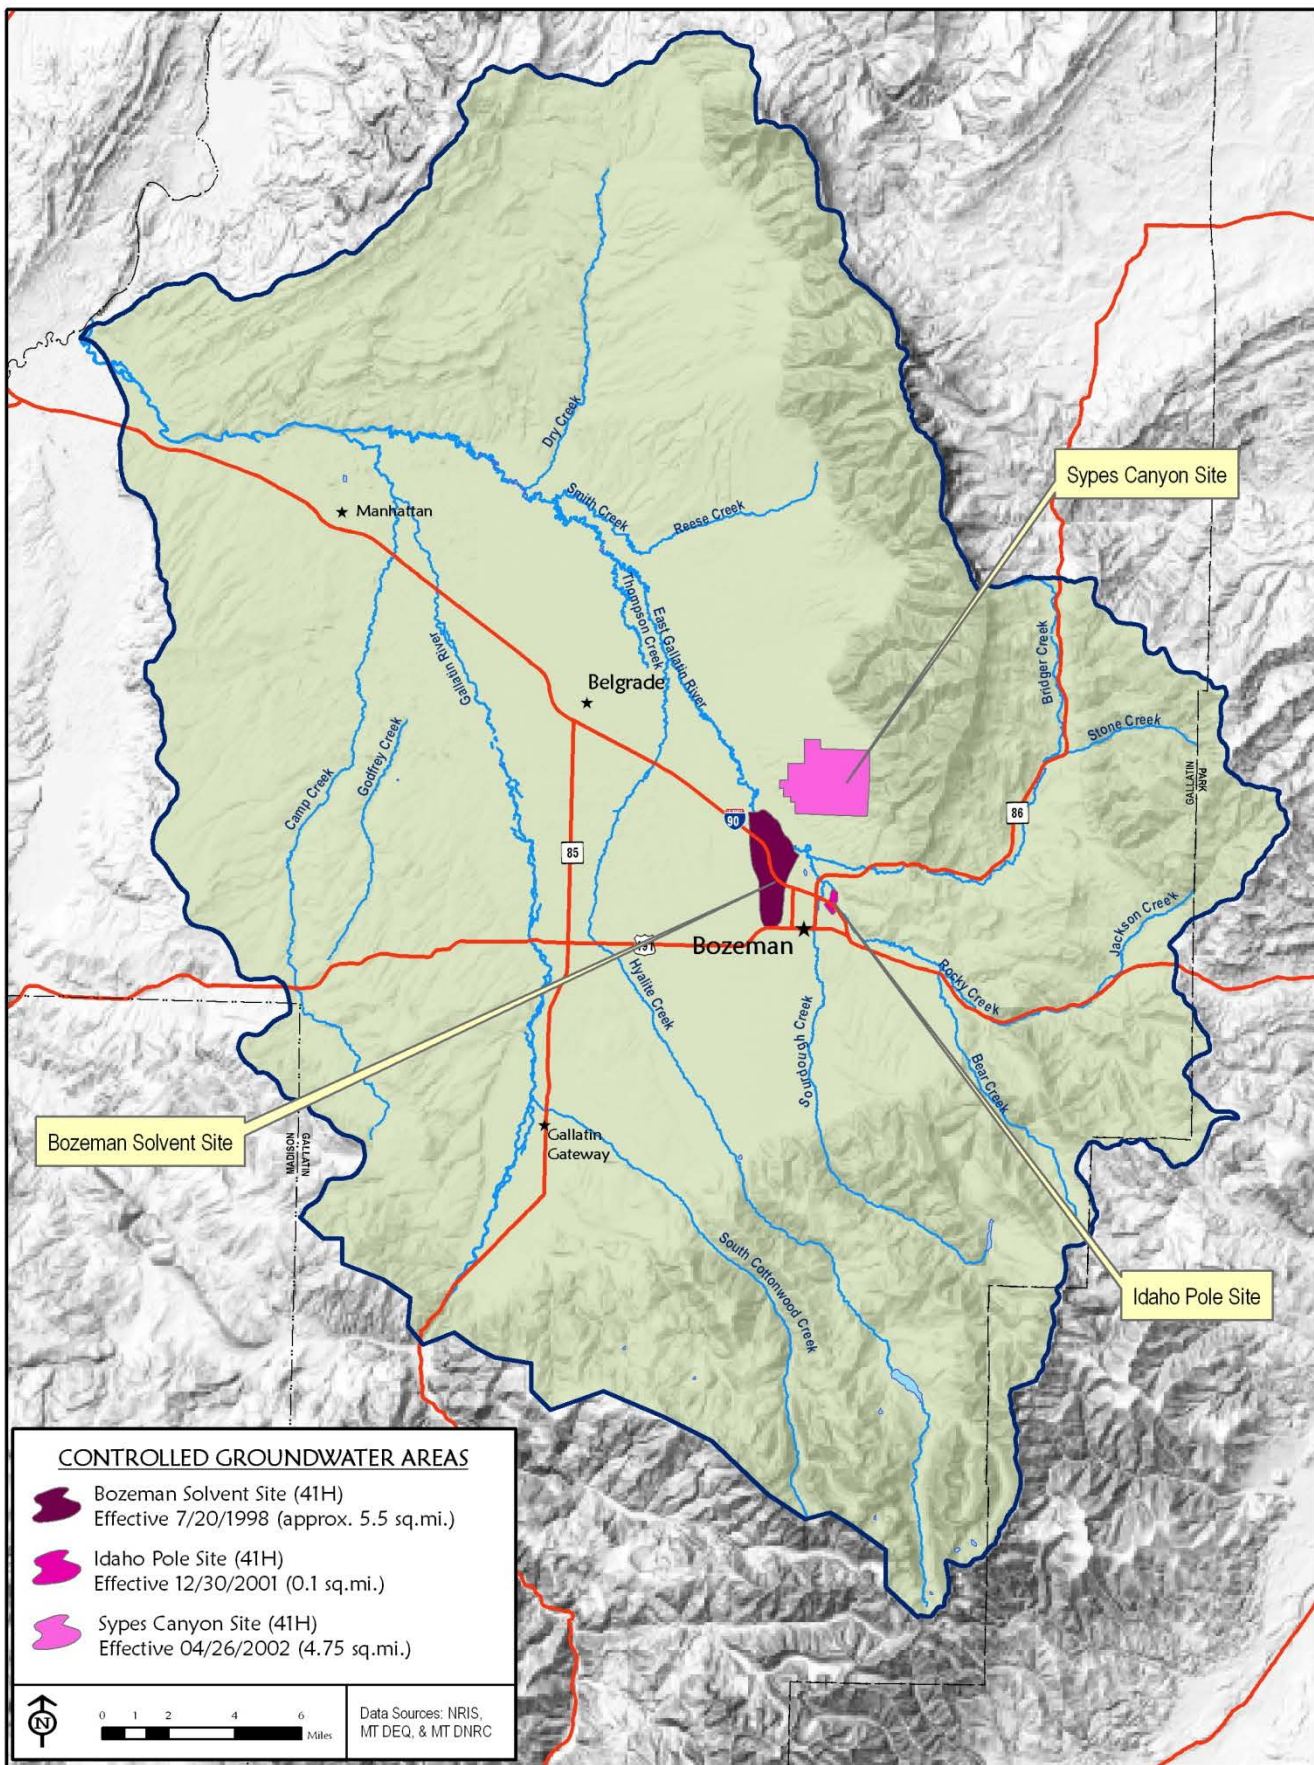 Sypes Canyon Site
Dry Creek
Smith Creek
Reese Creek
Manhattan
Thompson Creek
East Gallatin River
Gallatin River
Bridger Creek
Belgrade
Stone Creek
GALLATIN
PARK
Camp Creek
Godfrey Creek
90
86
85
Jackson Creek
Bozeman
191
Hyalite Creek
Rocky Creek
Sourdough Creek
Bear Creek
Bozeman Solvent Site
MADISON
GALLATIN
Gallatin
Gateway
South Cottonwood Creek
Idaho Pole Site
CONTROLLED GROUNDWATER AREAS
Bozeman Solvent Site (41H)
Effective 7/20/1998 (approx. 5.5 sq.mi.)
Idaho Pole Site (41H)
Effective 12/30/2001 (0.1 sq.mi.)
Sypes Canyon Site (41H)
Effective 04/26/2002 (4.75 sq.mi.)
N
0 1 2 4 6
Miles
Data Sources: NRIS,
MT DEQ, & MT DNRC